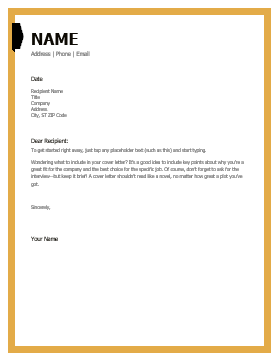 NAME
Address | Phone | Email
Date
Recipient Name
Title
Company
Address
City, ST ZIP Code
Dear Recipient:
To get started right away, just tap any placeholder text (such as this) and start typing.
Wondering what to include in your cover letter? It's a good idea to include key points about why you're a
great fit for the company and the best choice for the specific job. Of course, don't forget to ask for the
interview—but keep it brief! A cover letter shouldn't read like a novel, no matter how great a plot you've
got.
Sincerely,
Your Name